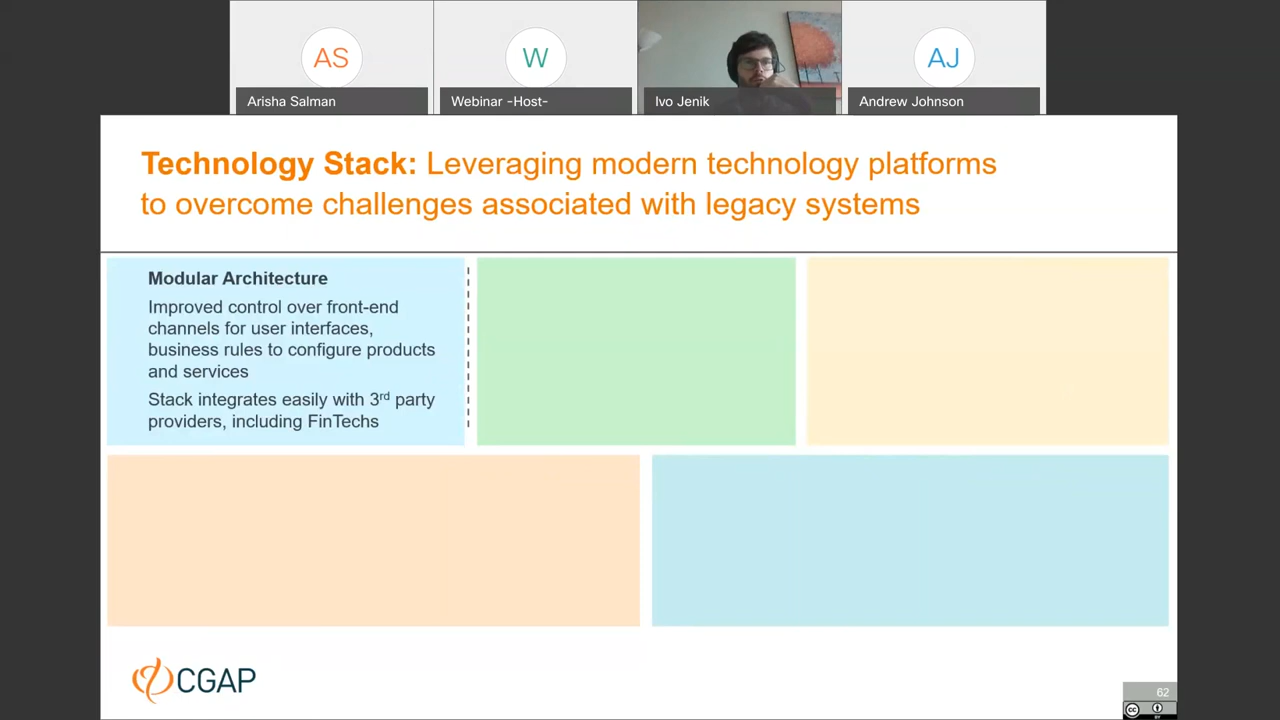 AS
W
AJ
Arisha Salman
Webinar -Host-
Ivo Jenik
Andrew Johnson
Technology Stack: Leveraging modern technology platforms
to overcome challenges associated with legacy systems
Modular Architecture
Improved control over front-end
channels for user interfaces,
business rules to configure products
and services
Stack integrates easily with 3rd party
providers, including FinTechs
CGAP
62
cc
BY